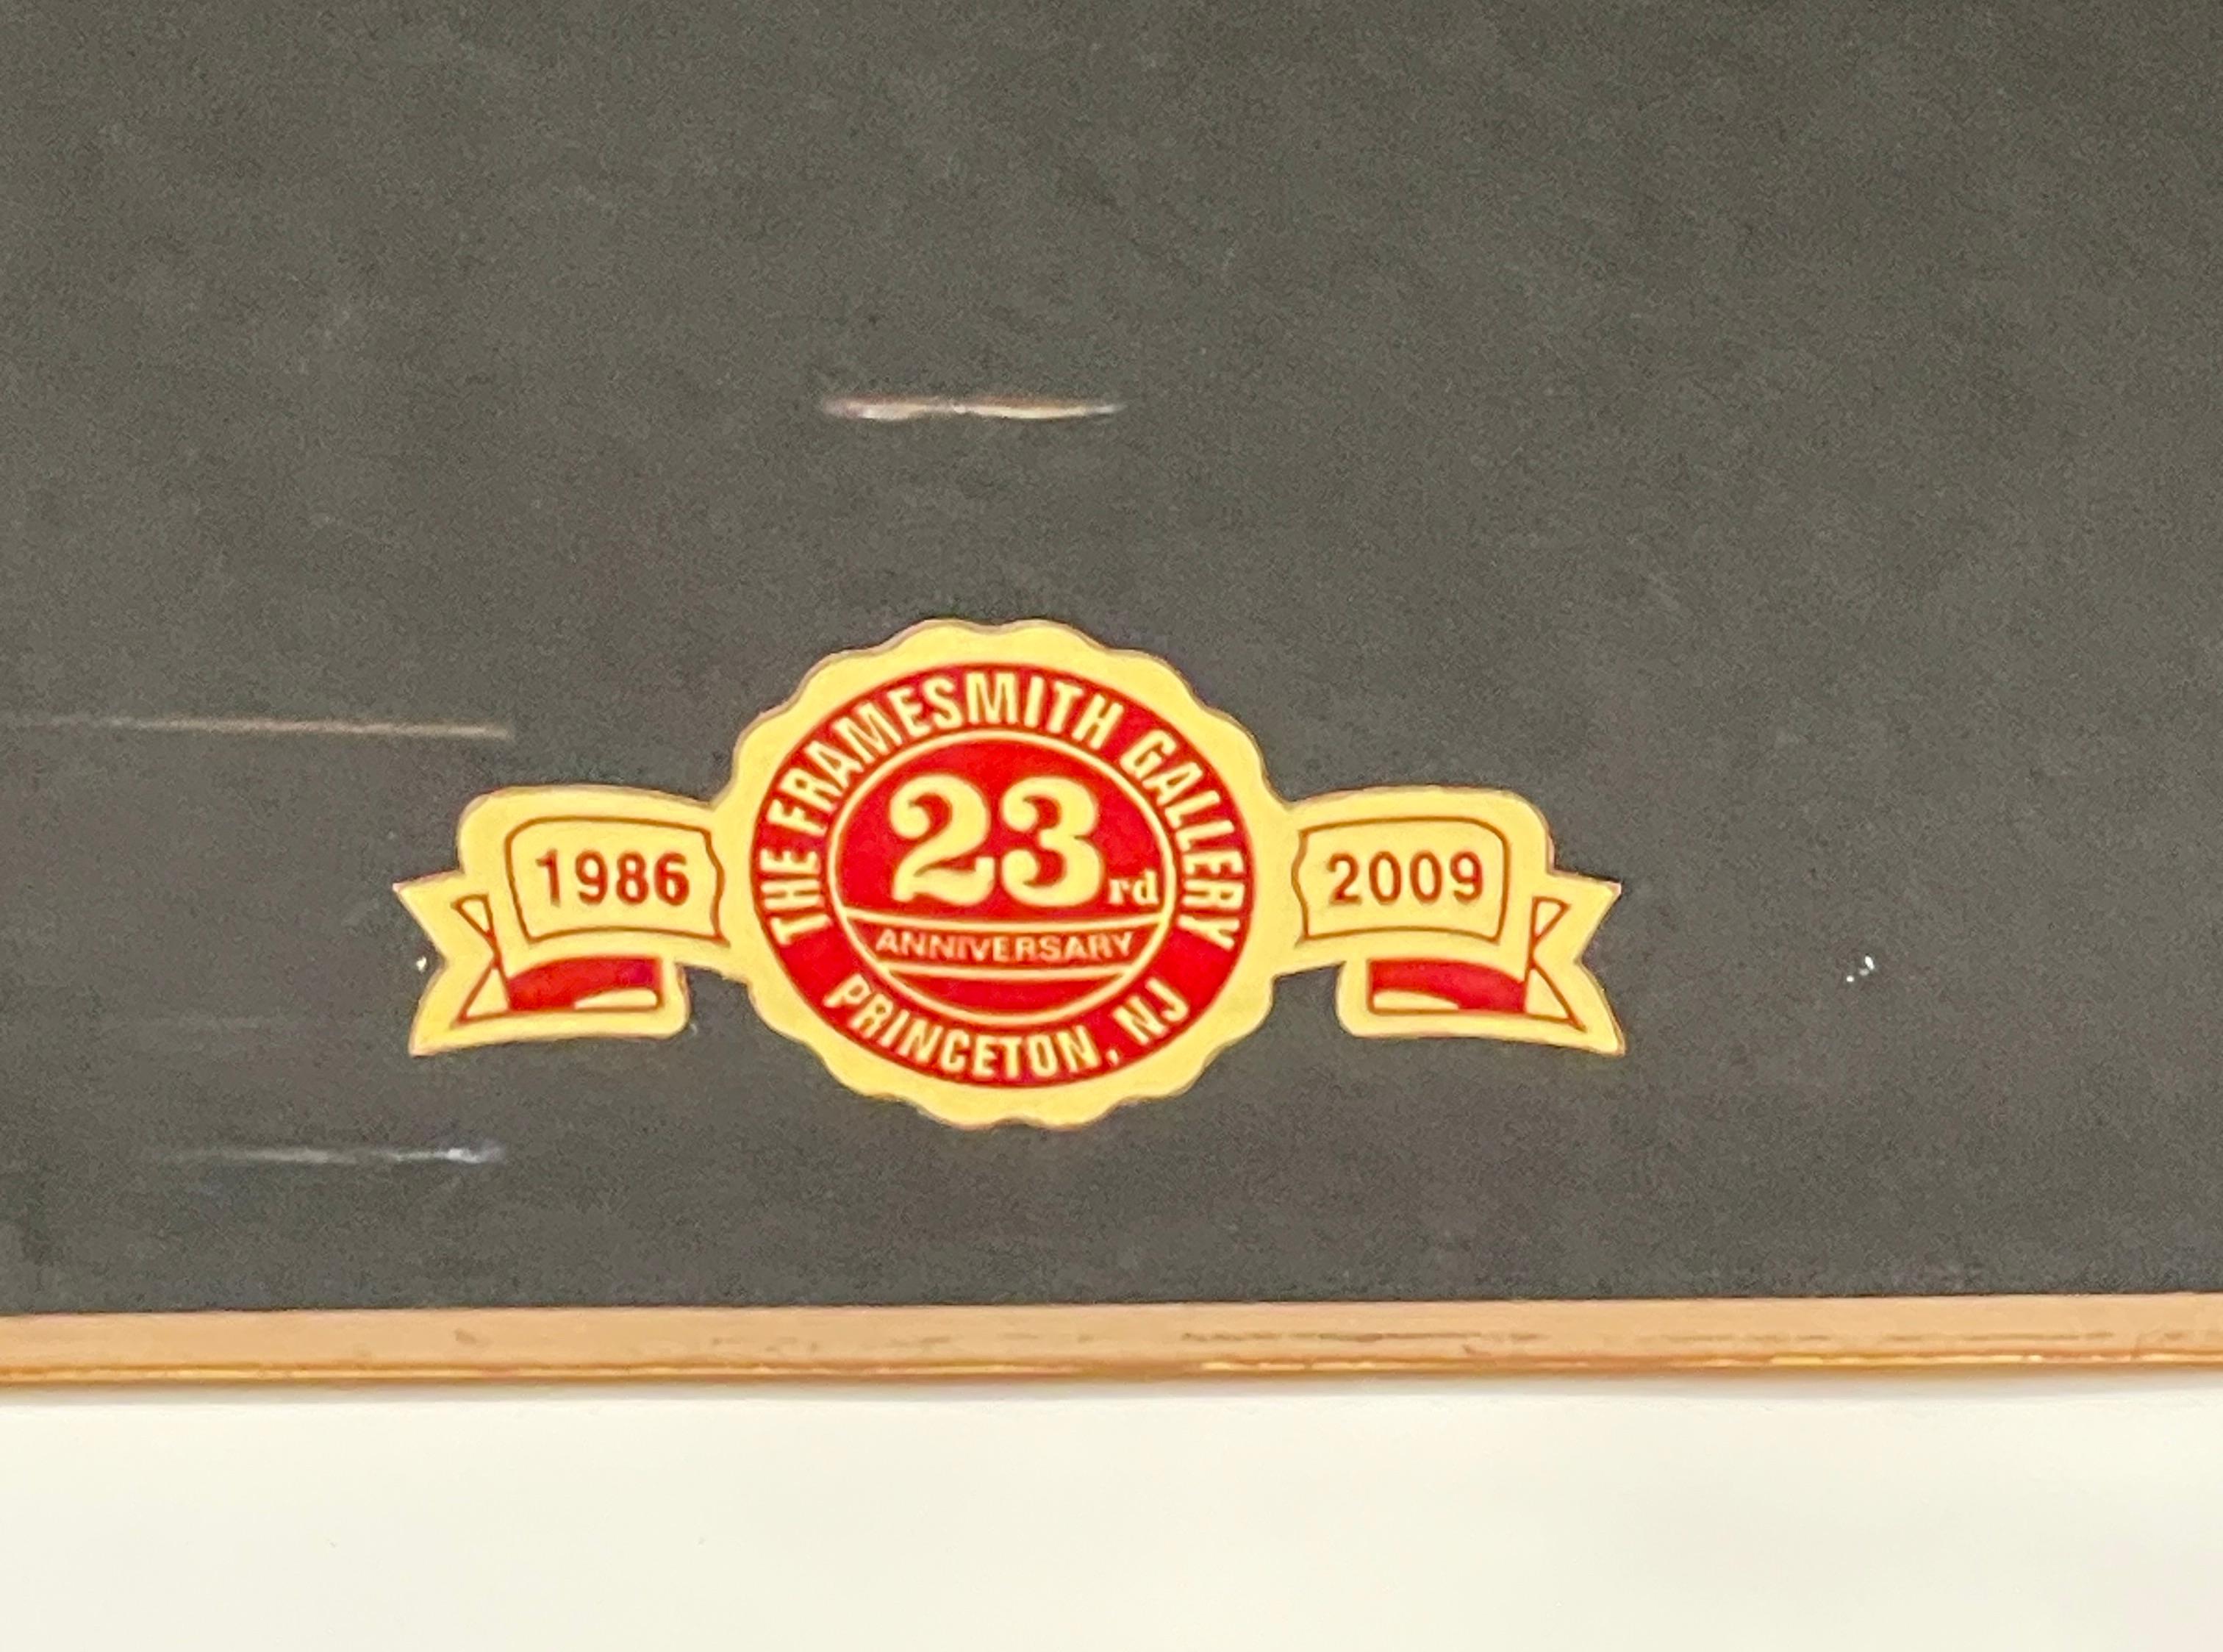 THE FRAMESMITH GALLERY
1986
23rd
2009
ANNIVERSARY
PRINCETON, NJ